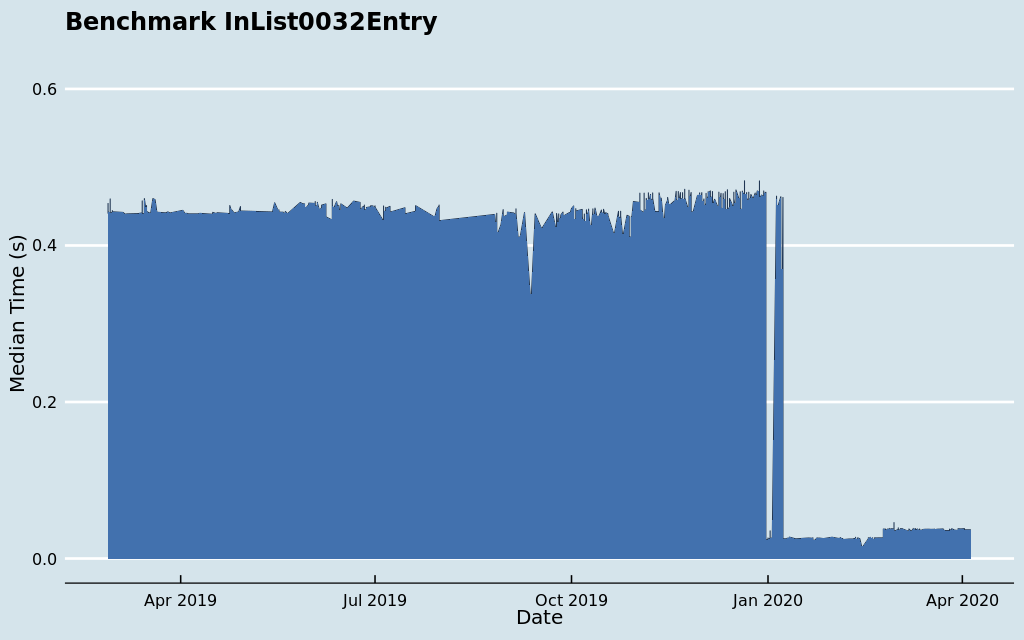 Benchmark InList0032Entry
Median Time (s)
0.6
0.4
0.2
0.0
Apr 2019 Jul 2019 Oct 2019 Jan 2020 Apr 2020
Date